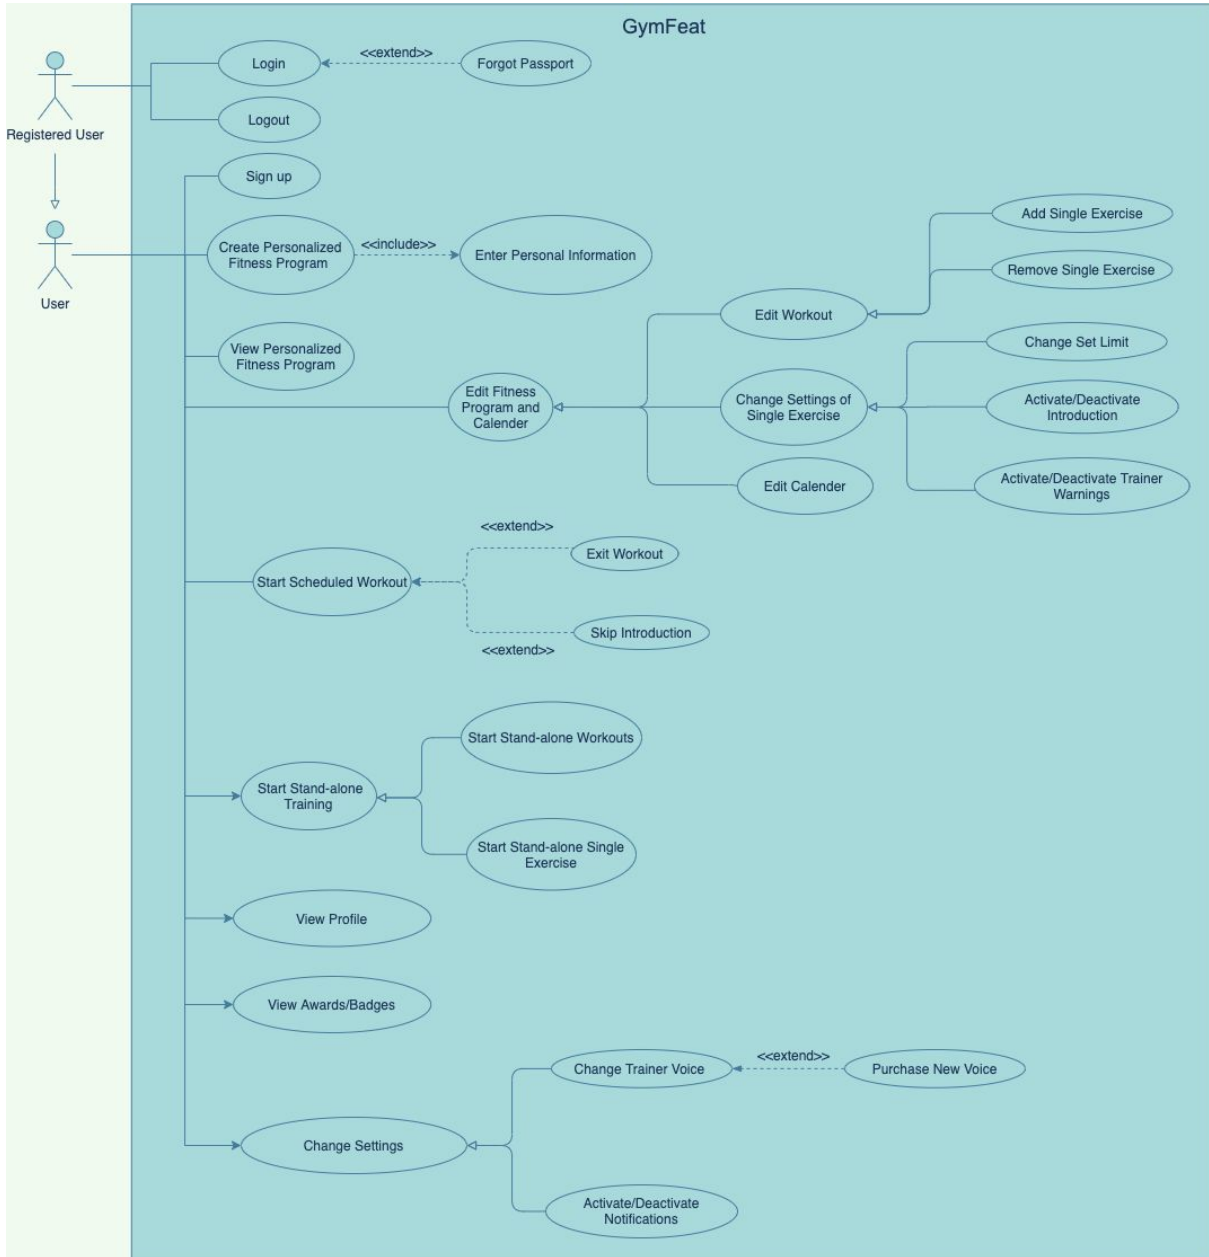 GymFeat
Login
<<extend>>
Forgot Passport
Registered User
Logout
Sign up
User
Create Personalized
Fitness Program
<<include>>
Enter Personal Information
Add Single Exercise
Remove Single Exercise
Edit Workout
View Personalized
Fitness Program
Change Set Limit
Edit Fitness
Program and
Calender
Change Settings of
Single Exercise
Activate/Deactivate
Introduction
Edit Calender
Activate/Deactivate Trainer
Warnings
<<extend>>
Exit Workout
Start Scheduled Workout
Skip Introduction
<<extend>>
Start Stand-alone Workouts
Start Stand-alone
Training
Start Stand-alone Single
Exercise
View Profile
View Awards/Badges
Change Trainer Voice
<<extend>>
Purchase New Voice
Change Settings
Activate/Deactivate
Notifications